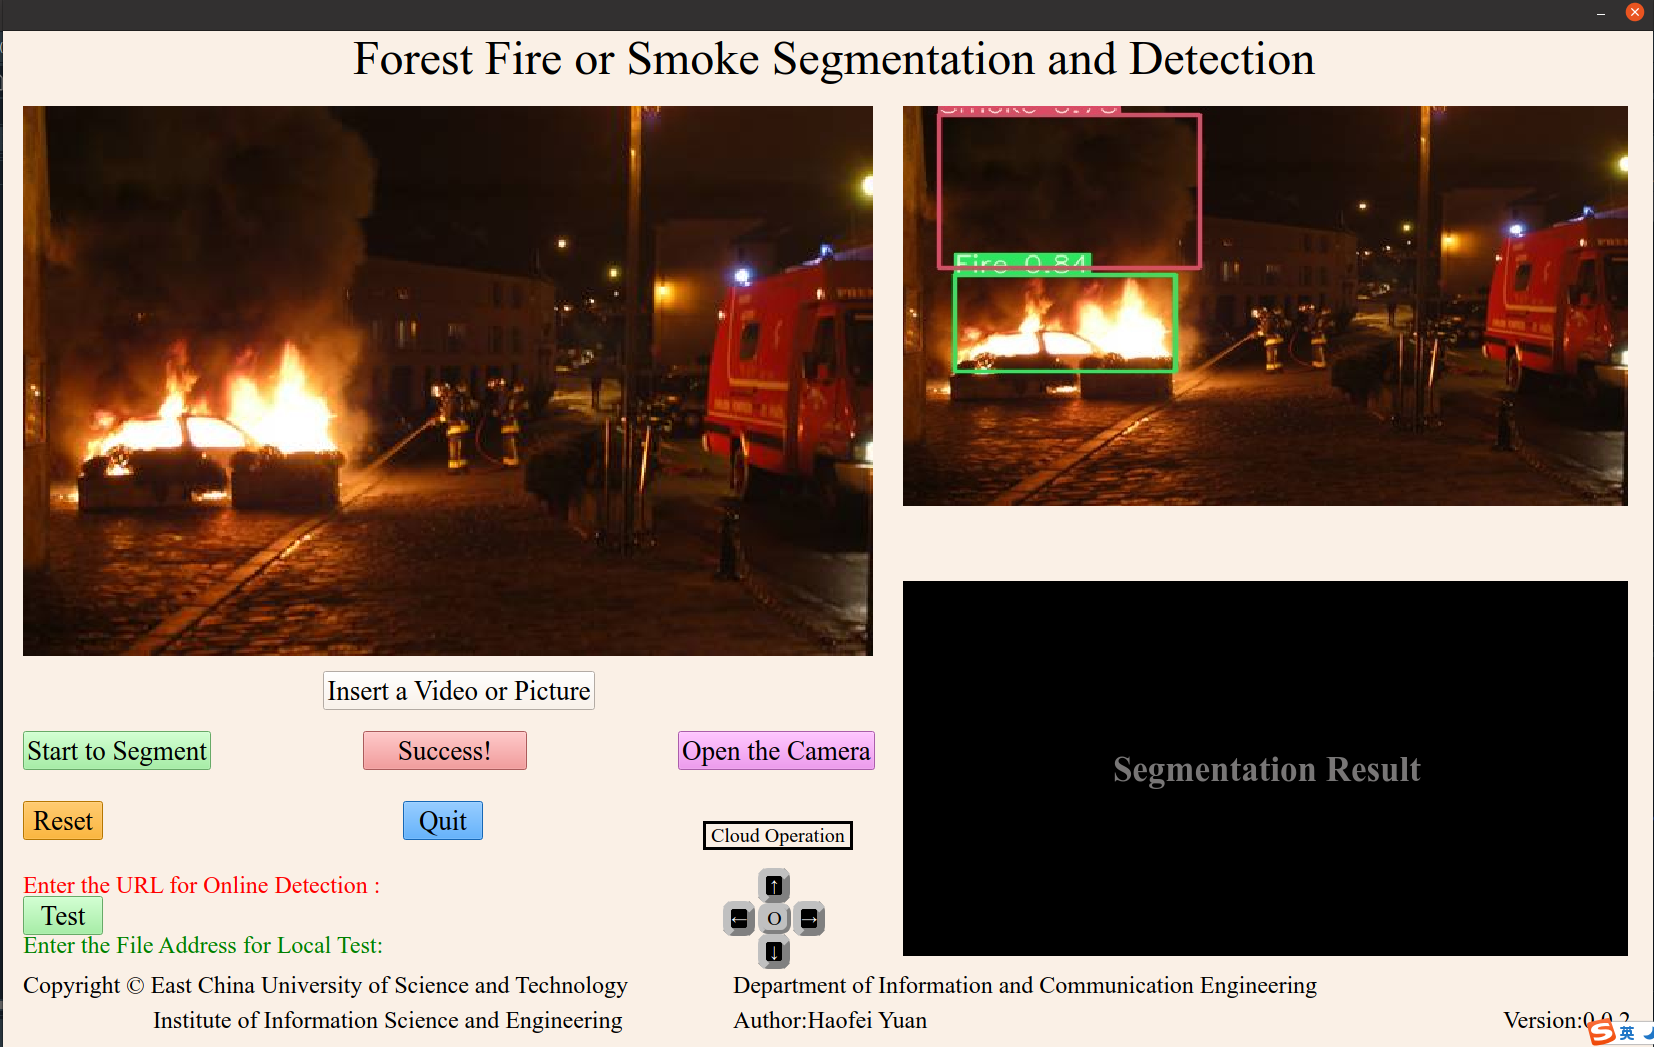 Forest Fire or Smoke Segmentation and Detection
Fire 0.84
Insert a Video or Picture
Start to Segment
Success!
Open the Camera
Reset
Quit
Cloud Operation
Enter the URL for Online Detection :
Test
Enter the File Address for Local Test:
↑
← O →
↓
Segmentation Result
Copyright © East China University of Science and Technology
Department of Information and Communication Engineering
Institute of Information Science and Engineering
Author:Haofei Yuan
Version:0.0.2
英